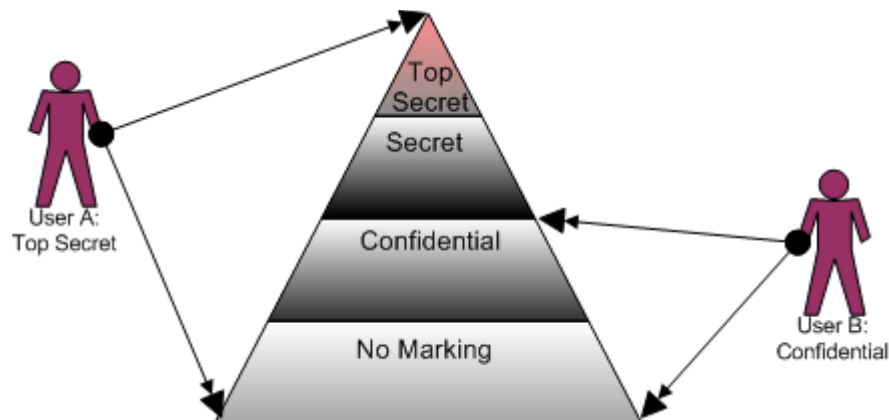 Top
Secret
Secret
Confidential
No Marking
User A:
Top Secret
User B:
Confidential